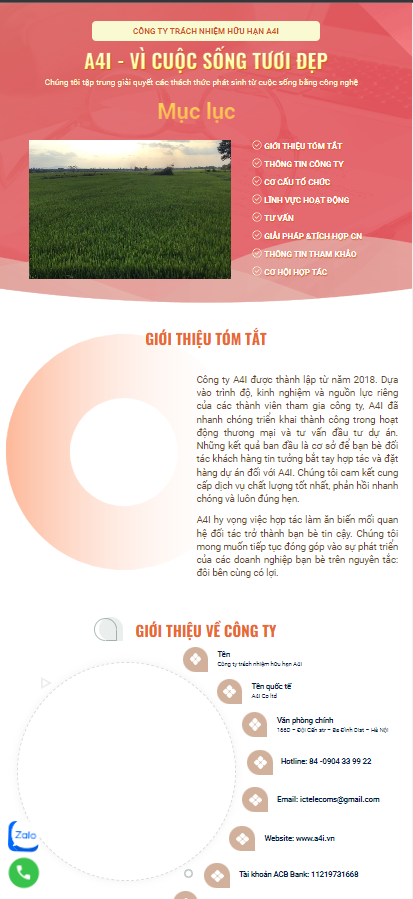 CÔNG TY TRÁCH NHIỆM HỮU HẠN A4I
A4I - VÌ CUỘC SỐNG TƯƠI ĐẸP
Chúng tôi tập trung giải quyết các thách thức phát sinh từ cuộc sống bằng công nghệ
Mục lục
GIỚI THIỆU TÓM TẮT
THÔNG TIN CÔNG TY
CƠ CẤU TỔ CHỨC
LĨNH VỰC HOẠT ĐỘNG
TƯ VẤN
GIẢI PHÁP &TÍCH HỢP CN
THÔNG TIN THAM KHẢO
CƠ HỘI HỢP TÁC
GIỚI THIỆU TÓM TẮT
Công ty A4I được thành lập từ năm 2018. Dựa
vào trình độ, kinh nghiệm và nguồn lực riêng
của các thành viên tham gia công ty, A4I đã
nhanh chóng triển khai thành công trong hoạt
động thương mại và tư vấn đầu tư dự án.
Những kết quả ban đầu là cơ sở để bạn bè đối
tác khách hàng tin tưởng bắt tay hợp tác và đặt
hàng dự án đối với A4I. Chúng tôi cam kết cung
cấp dịch vụ chất lượng tốt nhất, phản hồi nhanh
chóng và luôn đúng hẹn.
A4I hy vọng việc hợp tác làm ăn biến mối quan
hệ đối tác trở thành bạn bè tin cậy. Chúng tôi
mong muốn tiếp tục đóng góp vào sự phát triển
của các doanh nghiệp bạn bè trên nguyên tắc:
đôi bên cùng có lợi.
GIỚI THIỆU VỀ CÔNG TY
Tên
Công ty trách nhiệm hữu hạn A4I
Tên quốc tế
A4I Co ltd
Văn phòng chính
166D – Đội Cấn str – Ba Đình Dist – Hà Nội
Hotline: 84 -0904 33 99 22
Email: ictelecoms@gmail.com
Website: www.a4i.vn
Tài khoản ACB Bank: 11219731668
Zalo